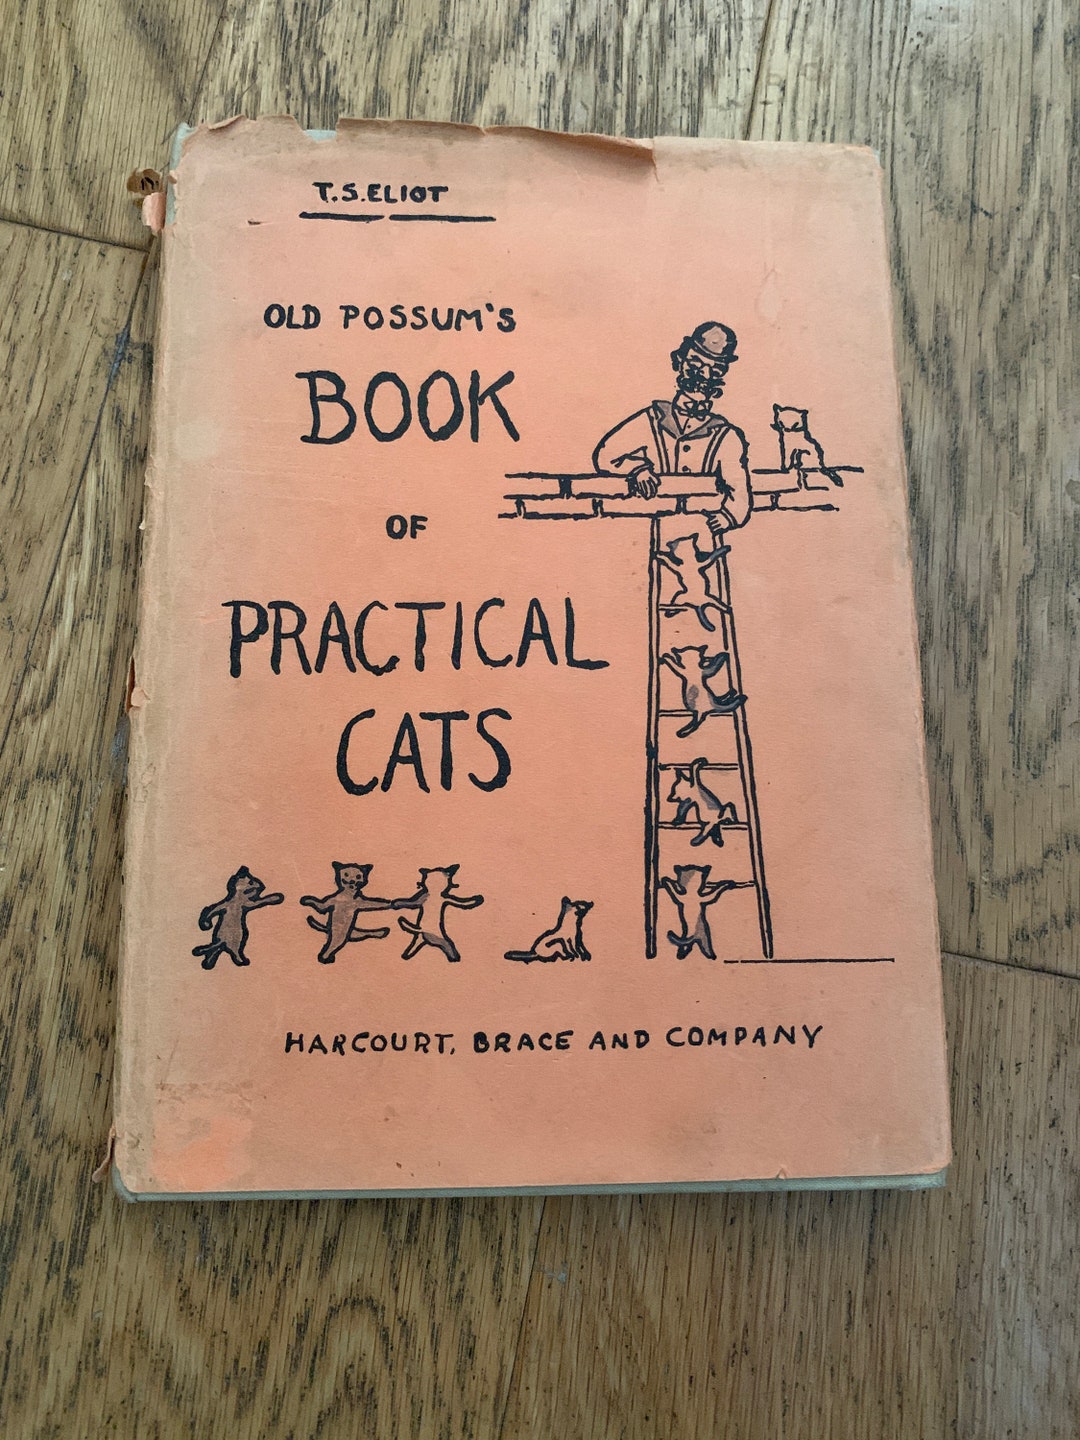 T.S.ELIOT
OLD POSSUM'S
BOOK
OF
PRACTICAL
CATS
HARCOURT, BRACE AND COMPANY